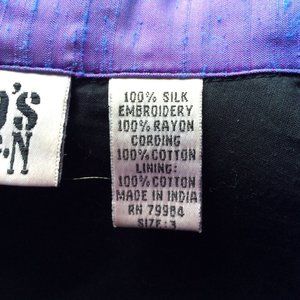 'S
.N
100% SILK
EMBROIDERY
100% RAYON
CORDING
100% COTTON
LINING:
100% COTTON
MADE IN INDIA
RN 79984
SIZE: 3